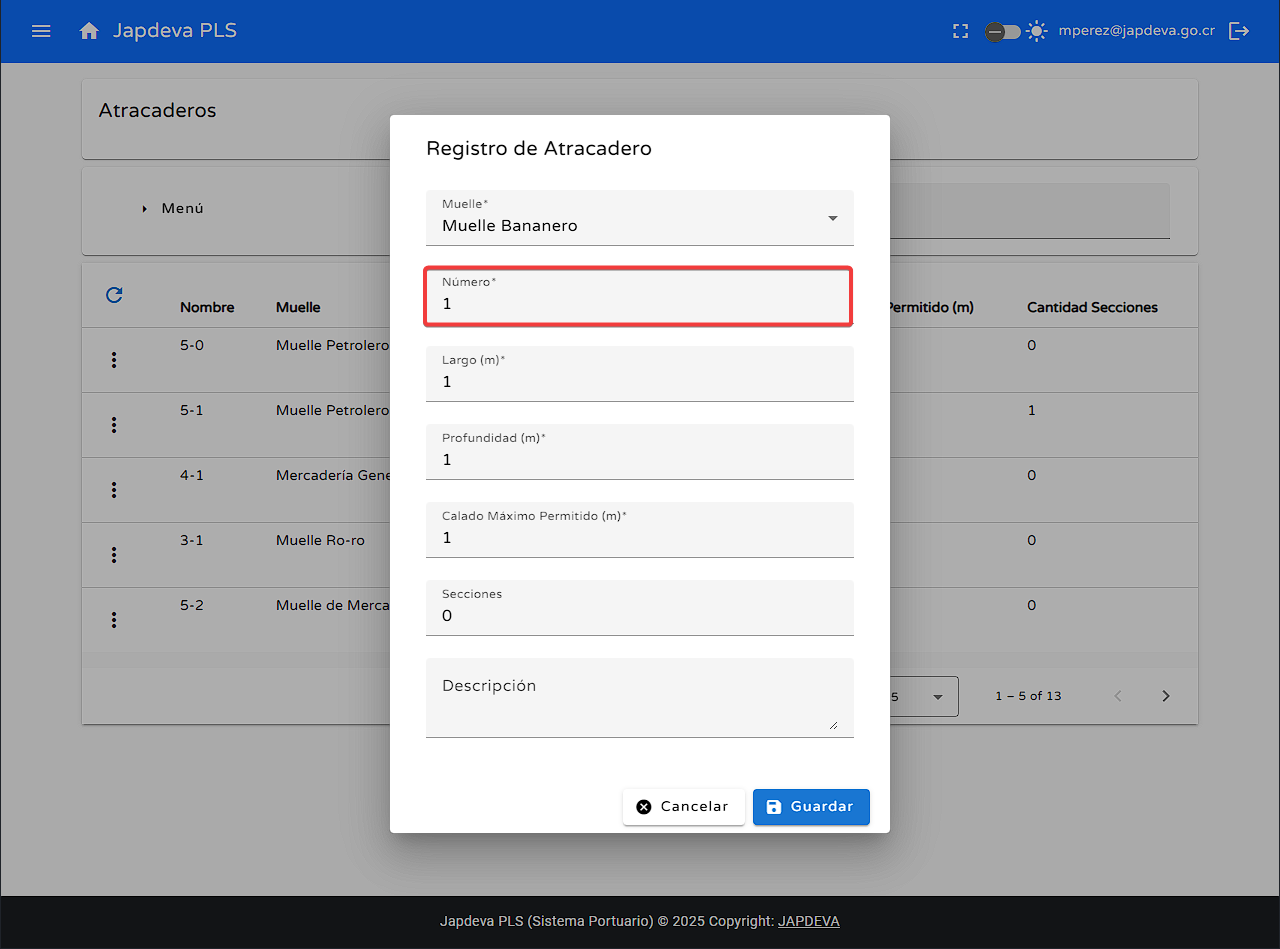 Japdeva PLS
mperez@japdeva.go.cr
Atracaderos
Menú
Nombre Muelle Permitido (m) Cantidad Secciones
5-0 Muelle Petrolero 0
5-1 Muelle Petrolero 1
4-1 Mercadería Gene 0
3-1 Muelle Ro-ro 0
5-2 Muelle de Merca 0
5 1 – 5 of 13
Registro de Atracadero
Muelle*
Muelle Bananero
Número*
1
Largo (m)*
1
Profundidad (m)*
1
Calado Máximo Permitido (m)*
1
Secciones
0
Descripción
Cancelar Guardar
Japdeva PLS (Sistema Portuario) © 2025 Copyright: JAPDEVA